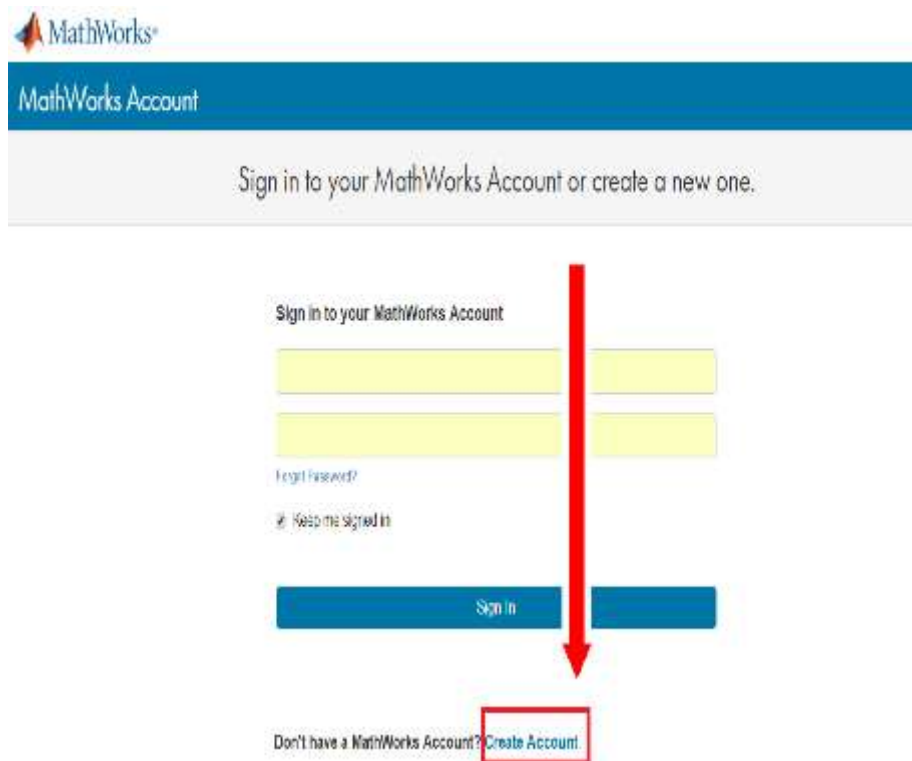 MathWorks®
MathWorks Account
Sign in to your MathWorks Account or create a new one.
Sign in to your MathWorks Account
Forgot Password?
Keep me signed in
Sign In
Don't have a MathWorks Account? Create Account